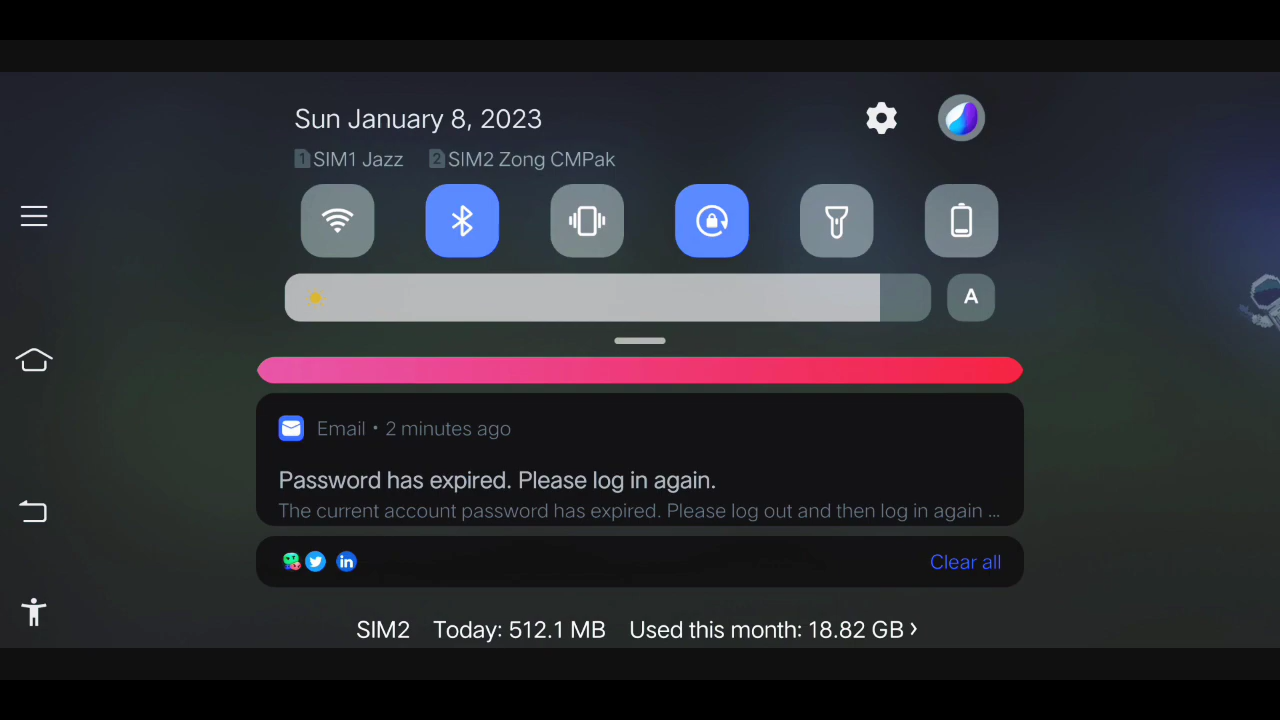 Sun January 8, 2023
1 SIM1 Jazz 2 SIM2 Zong CMPak
A
Email • 2 minutes ago
Password has expired. Please log in again.
The current account password has expired. Please log out and then log in again ...
in Clear all
SIM2 Today: 512.1 MB Used this month: 18.82 GB ›